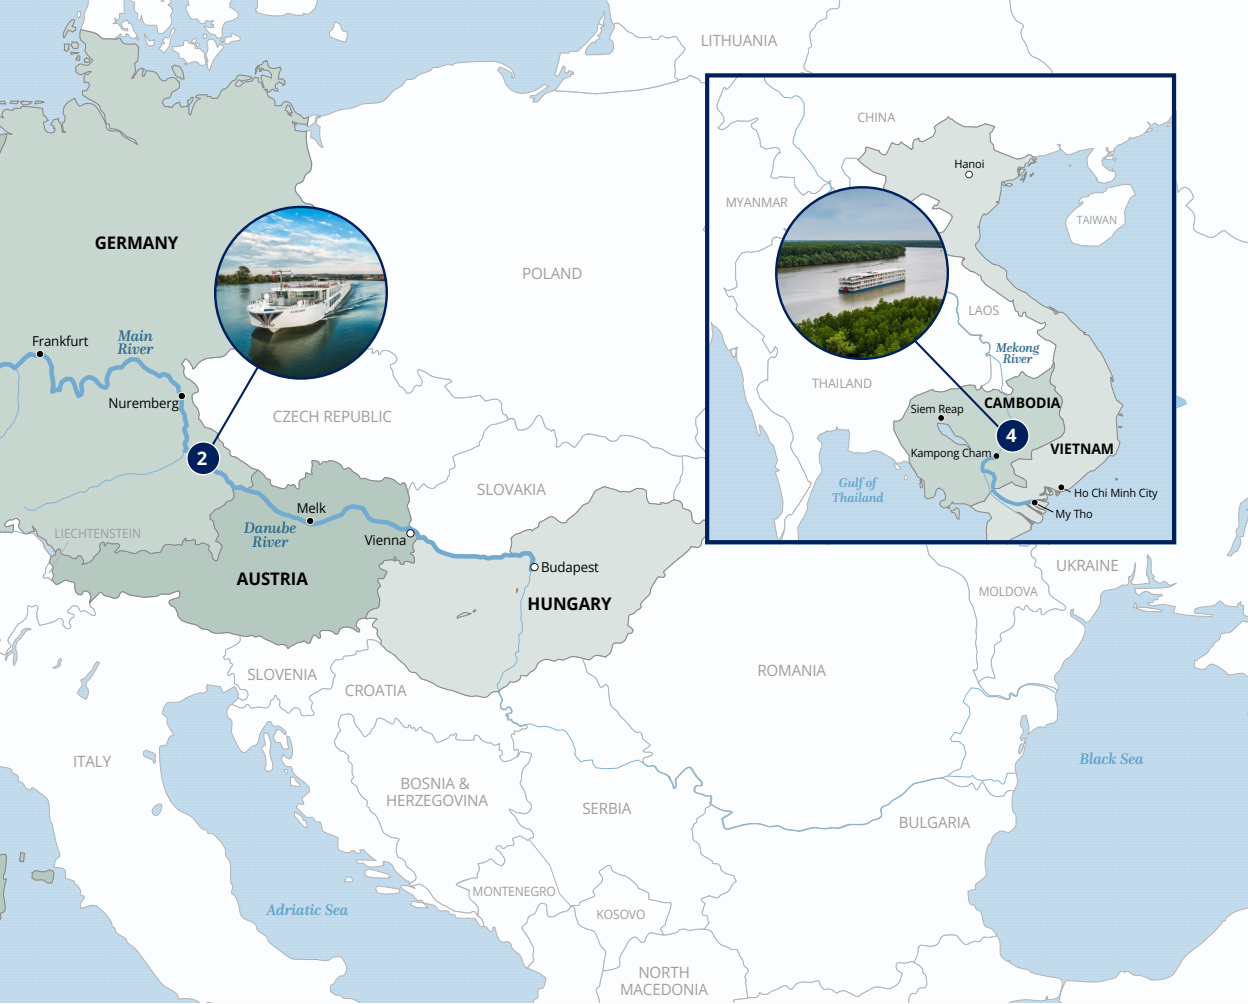 LITHUANIA
GERMANY
POLAND
Frankfurt
Main
River
Nuremberg
CZECH REPUBLIC
2
SLOVAKIA
LIECHTENSTEIN
Melk
Danube
River
Vienna
AUSTRIA
Budapest
HUNGARY
SLOVENIA
CROATIA
ITALY
BOSNIA &
HERZEGOVINA
SERBIA
MONTENEGRO
KOSOVO
NORTH
MACEDONIA
Adriatic Sea
ROMANIA
BULGARIA
MOLDOVA
UKRAINE
Black Sea
CHINA
Hanoi
MYANMAR
TAIWAN
LAOS
Mekong
River
THAILAND
Siem Reap
CAMBODIA
4
Kampong Cham
VIETNAM
Gulf of
Thailand
Ho Chi Minh City
My Tho